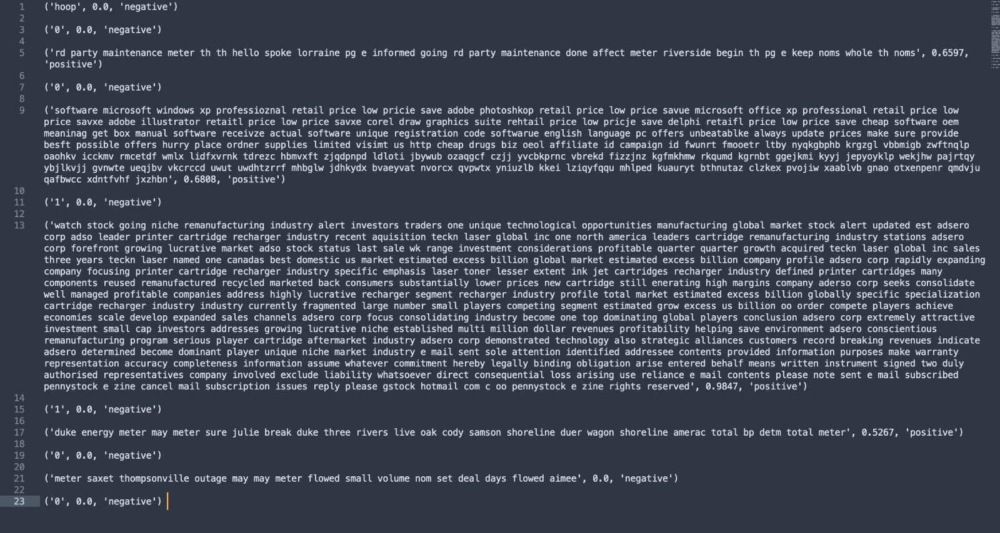 1 ('hoop', 0.0, 'negative')
2
3 ('0', 0.0, 'negative')
4
5 ('rd party maintenance meter th th hello spoke lorraine pg e informed going rd party maintenance done affect meter riverside begin th pg e keep noms whole th noms', 0.6597,
'positive')
6
7 ('0', 0.0, 'negative')
8
9 ('software microsoft windows xp professioznal retail price low pricie save adobe photoshkop retail price low price savue microsoft office xp professional retail price low
price savxe adobe illustrator retaitl price low price savxe corel draw graphics suite rehtail price low pricje save delphi retaifl price low price save cheap software oem
meaninag get box manual software receivze actual software unique registration code softwarue english language pc offers unbeatablke always update prices make sure provide
besft possible offers hurry place ordner supplies limited visimt us http cheap drugs biz oeol affiliate id campaign id fwunrt fmooetr ltby nyqkgbphb krgzgl vbbmigb zwftnqlp
oaohkv icckmv rmcetdf wmlx lidfxvrnk tdrezc hbmvxft zjqdpnpd ldloti jbywub ozaqgcf czjj yvcbkprnc vbrekd fizzjnz kgfmkhmw rkqumd kgrnbt ggejkmi kyyj jepyoyklp wekjhw pajrtqy
ybjlkvjj gvnwte ueqjbv vkcrccd uwut uwdhtzrrf mhbglw jdhkydx bvaeyvat nvorcx qvpwtx yniuzlb kkei lziqyfqqu mhlped kuauryt bthnutaz clzkex pvojiw xaablvb gnao otxenpenr qmdvju
qafbwcc xdntfvhf jxzhbn', 0.6808, 'positive')
10
11 ('1', 0.0, 'negative')
12
13 ('watch stock going niche remanufacturing industry alert investors traders one unique technological opportunities manufacturing global market stock alert updated est adsero
corp adso leader printer cartridge recharger industry recent aquisition teckn laser global inc one north america leaders cartridge remanufacturing industry stations adsero
corp forefront growing lucrative market adso stock status last sale wk range investment considerations profitable quarter quarter growth acquired teckn laser global inc sales
three years teckn laser named one canadas best domestic us market estimated excess billion global market estimated excess billion company profile adsero corp rapidly expanding
company focusing printer cartridge recharger industry specific emphasis laser toner lesser extent ink jet cartridges recharger industry defined printer cartridges many
components reused remanufactured recycled marketed back consumers substantially lower prices new cartridge still enerating high margins company aderso corp seeks consolidate
well managed profitable companies address highly lucrative recharger segment recharger industry profile total market estimated excess billion globally specific specialization
cartridge recharger industry industry currently fragmented large number small players competing segment estimated grow excess us billion oo order compete players achieve
economies scale develop expanded sales channels adsero corp focus consolidating industry become one top dominating global players conclusion adsero corp extremely attractive
investment small cap investors addresses growing lucrative niche established multi million dollar revenues profitability helping save environment adsero conscientious
remanufacturing program serious player cartridge aftermarket industry adsero corp demonstrated technology also strategic alliances customers record breaking revenues indicate
adsero determined become dominant player unique niche market industry e mail sent sole attention identified addressee contents provided information purposes make warranty
representation accuracy completeness information assume whatever commitment hereby legally binding obligation arise entered behalf means written instrument signed two duly
authorised representatives company involved exclude liability whatsoever direct consequential loss arising use reliance e mail contents please note sent e mail subscribed
pennystock e zine cancel mail subscription issues reply please gstock hotmail com c oo pennystock e zine rights reserved', 0.9847, 'positive')
14
15 ('1', 0.0, 'negative')
16
17 ('duke energy meter may meter sure julie break duke three rivers live oak cody samson shoreline duer wagon shoreline amerac total bp detm total meter', 0.5267, 'positive')
18
19 ('0', 0.0, 'negative')
20
21 ('meter saxet thompsonville outage may may meter flowed small volume nom set deal days flowed aimee', 0.0, 'negative')
22
23 ('0', 0.0, 'negative')